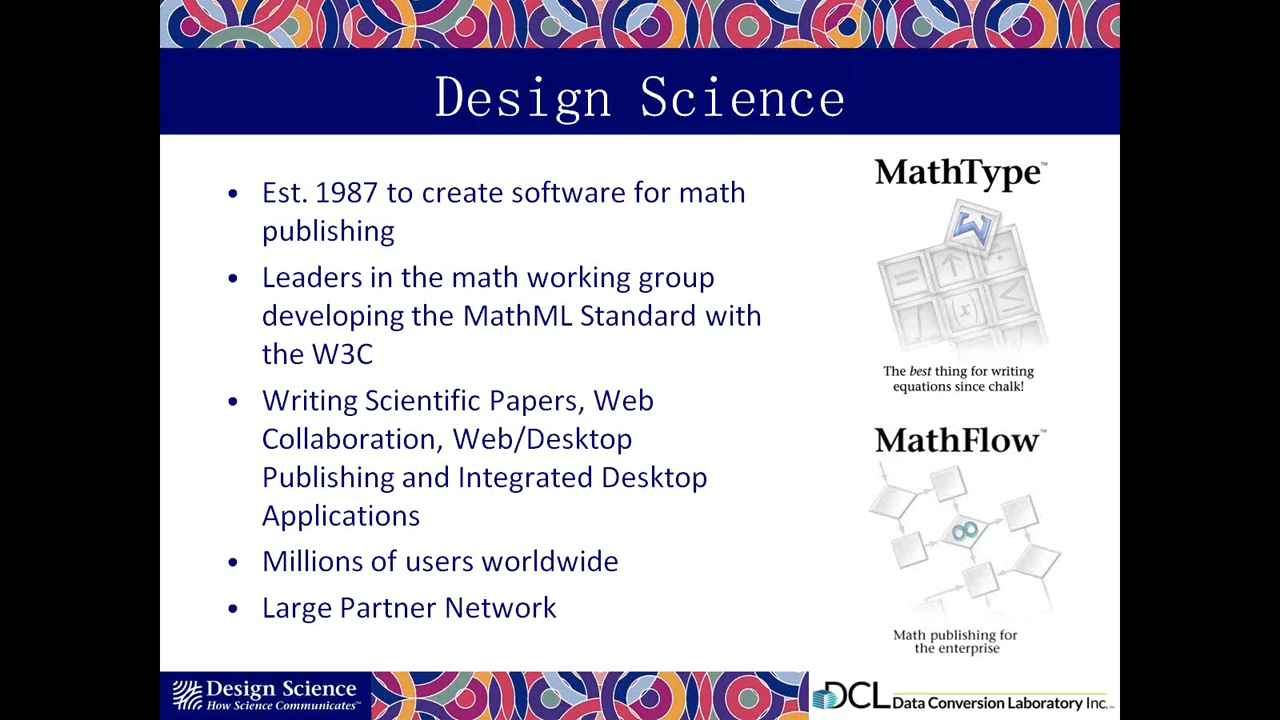 Design Science
• Est. 1987 to create software for math
publishing
• Leaders in the math working group
developing the MathML Standard with
the W3C
• Writing Scientific Papers, Web
Collaboration, Web/Desktop
Publishing and Integrated Desktop
Applications
• Millions of users worldwide
• Large Partner Network
MathType™
The best thing for writing
equations since chalk!
MathFlow™
Math publishing for
the enterprise
Design Science
How Science Communicates™
DCL Data Conversion Laboratory Inc.